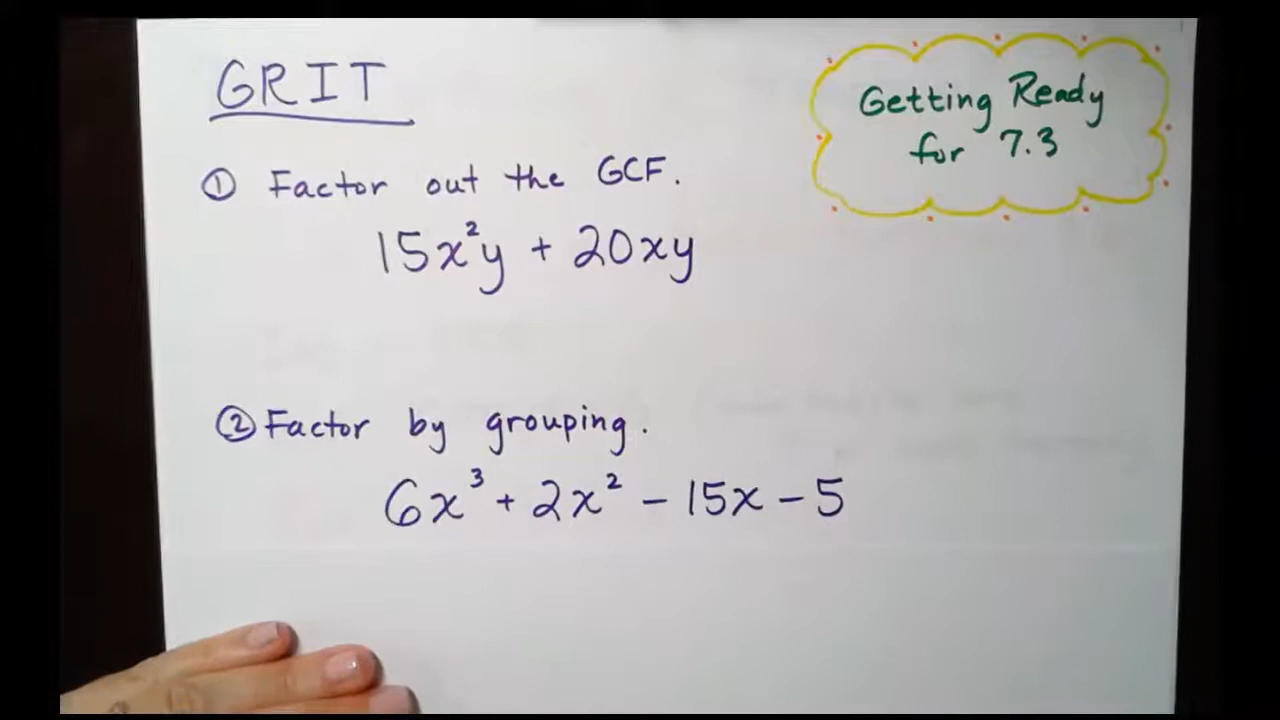 GRIT
Getting Ready
for 7.3
① Factor out the GCF.
15x²y + 20xy
② Factor by grouping.
6x³ + 2x² - 15x - 5